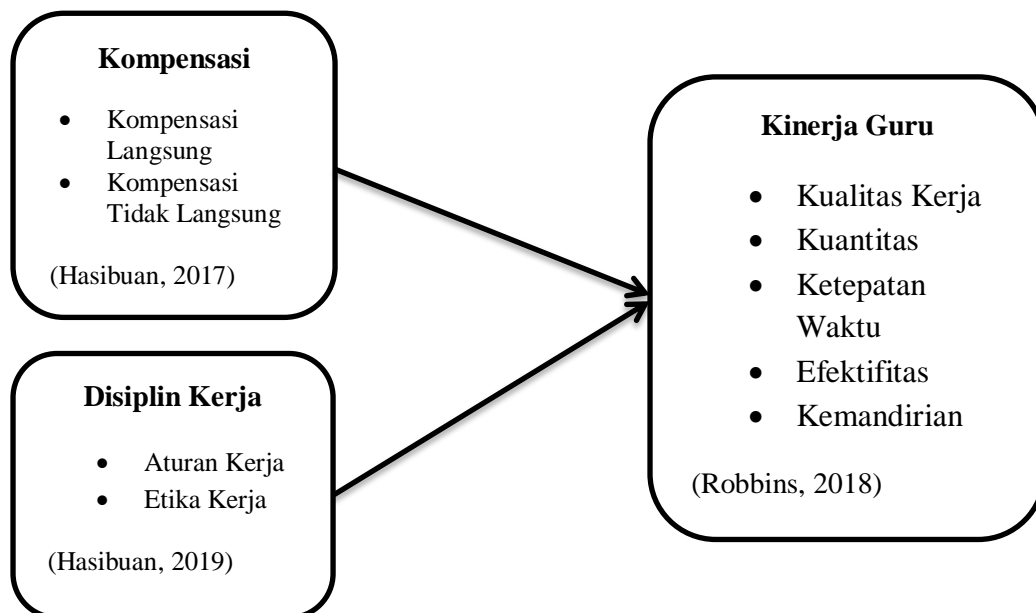 Kompensasi
• Kompensasi
Langsung
• Kompensasi
Tidak Langsung
(Hasibuan, 2017)
Disiplin Kerja
• Aturan Kerja
• Etika Kerja
(Hasibuan, 2019)
Kinerja Guru
• Kualitas Kerja
• Kuantitas
• Ketepatan
Waktu
• Efektifitas
• Kemandirian
(Robbins, 2018)